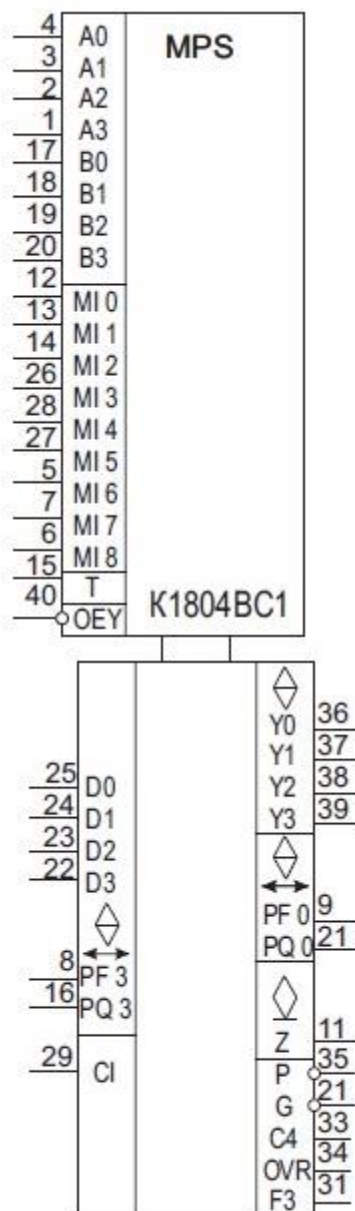 MPS
4 A0
3 A1
2 A2
1 A3
17 B0
18 B1
19 B2
20 B3
12 MI 0
13 MI 1
14 MI 2
26 MI 3
28 MI 4
27 MI 5
5 MI 6
7 MI 7
6 MI 8
15 T
40 OEY
К1804ВС1
25 D0
24 D1
23 D2
22 D3
8 PF 3
16 PQ 3
29 CI
Y0 36
Y1 37
Y2 38
Y3 39
PF 0 9
PQ 0 21
Z 11
P 35
G 21
C4 33
OVR 34
F3 31